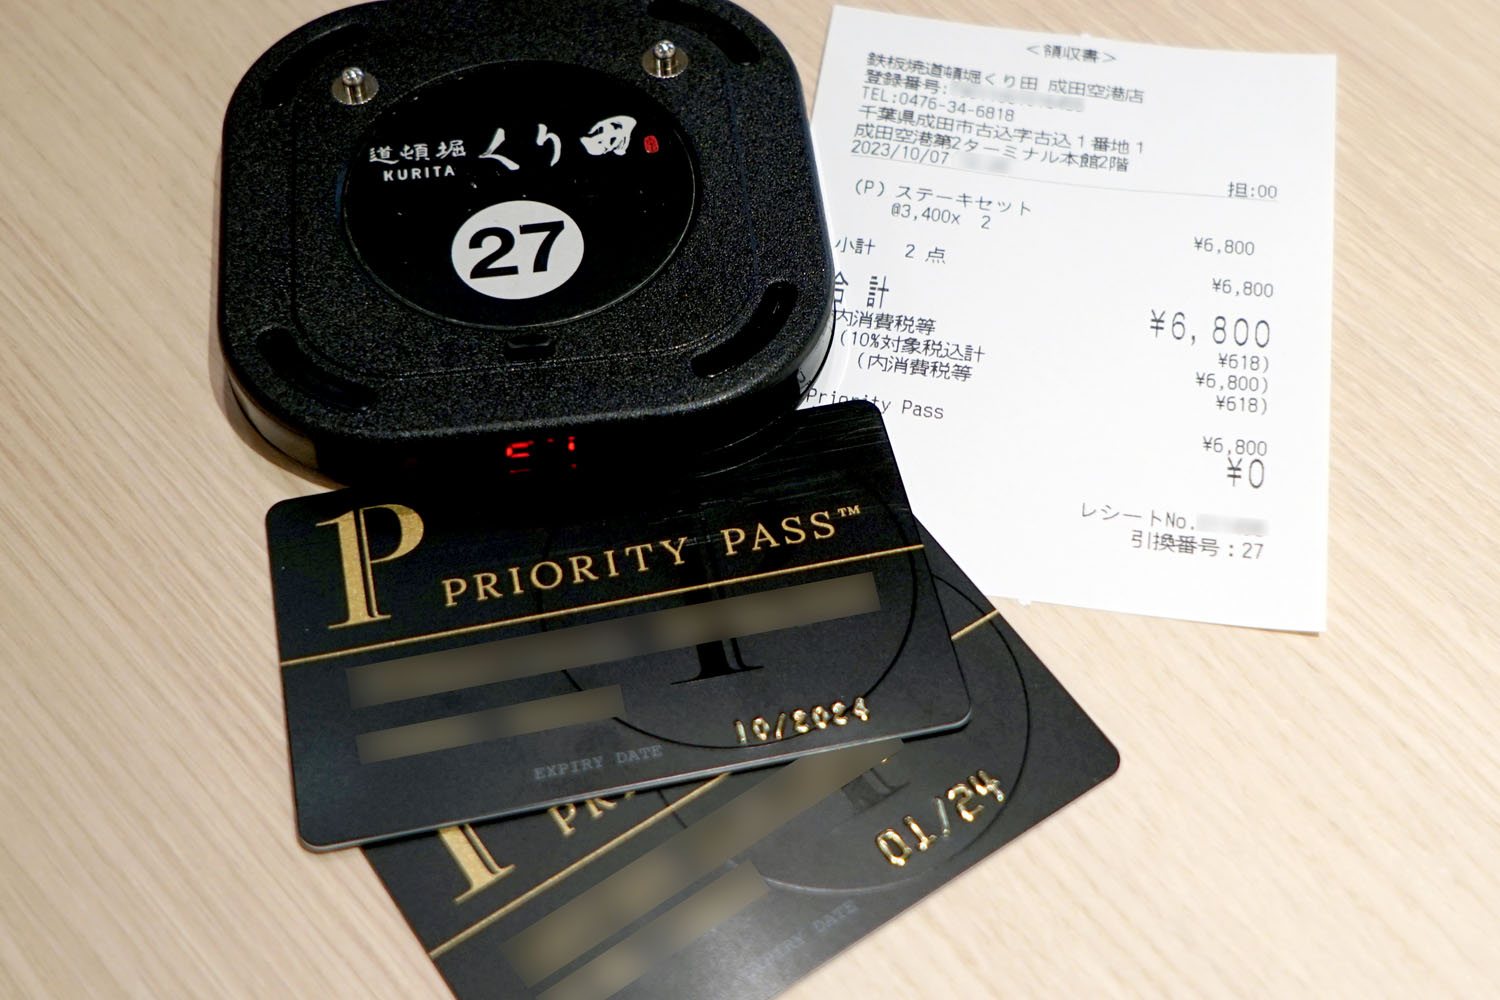 道頓堀 くり田
KURITA
27
<領収書>
鉄板焼道頓堀くり田 成田空港店
登録番号:
TEL:0476-34-6818
千葉県成田市古込字古込1番地1
成田空港第2ターミナル本館2階
2023/10/07
担:00
(P) ステーキセット
@3,400x 2 ¥6,800
小計 2点 ¥6,800
合計 ¥6,800
内消費税等 ¥618)
(10%対象税込計 ¥6,800)
(内消費税等 ¥618)
Priority Pass
¥6,800
¥0
レシートNo.
引換番号:27
P PRIORITY PASS™
10/2024
EXPIRY DATE
01/24
EXPIRY DATE